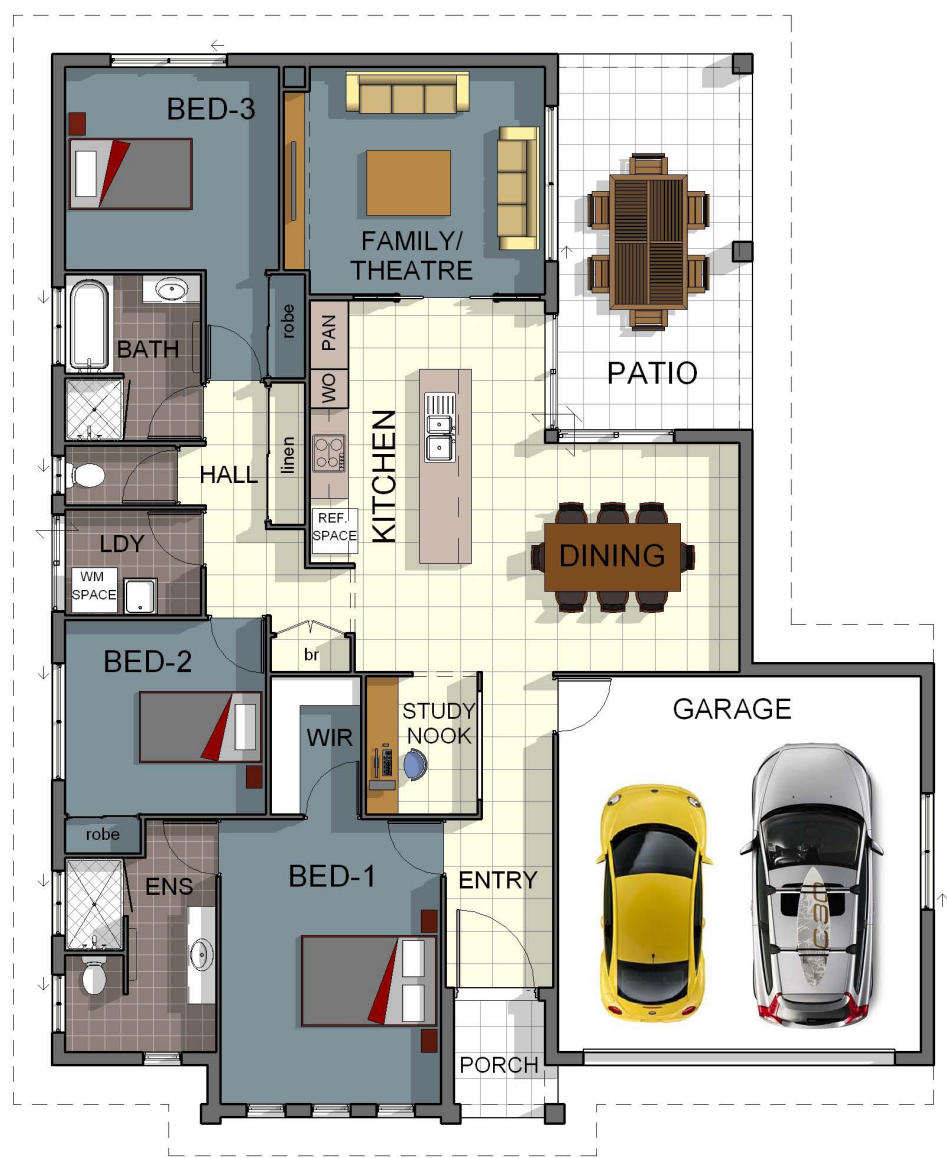 BED-3
FAMILY/
THEATRE
robe
PAN
BATH
PATIO
WO
KITCHEN
linen
HALL
REF.
SPACE
LDY
DINING
WM
SPACE
br
BED-2
STUDY
NOOK
GARAGE
WIR
robe
ENS
BED-1
ENTRY
C30
PORCH